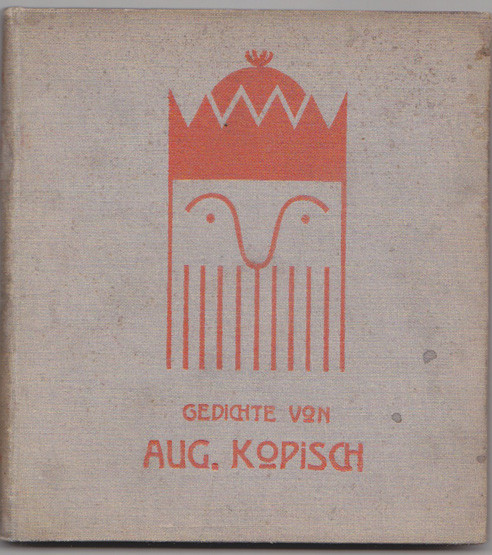 GEDICHTE VON
AUG. KOPISCH